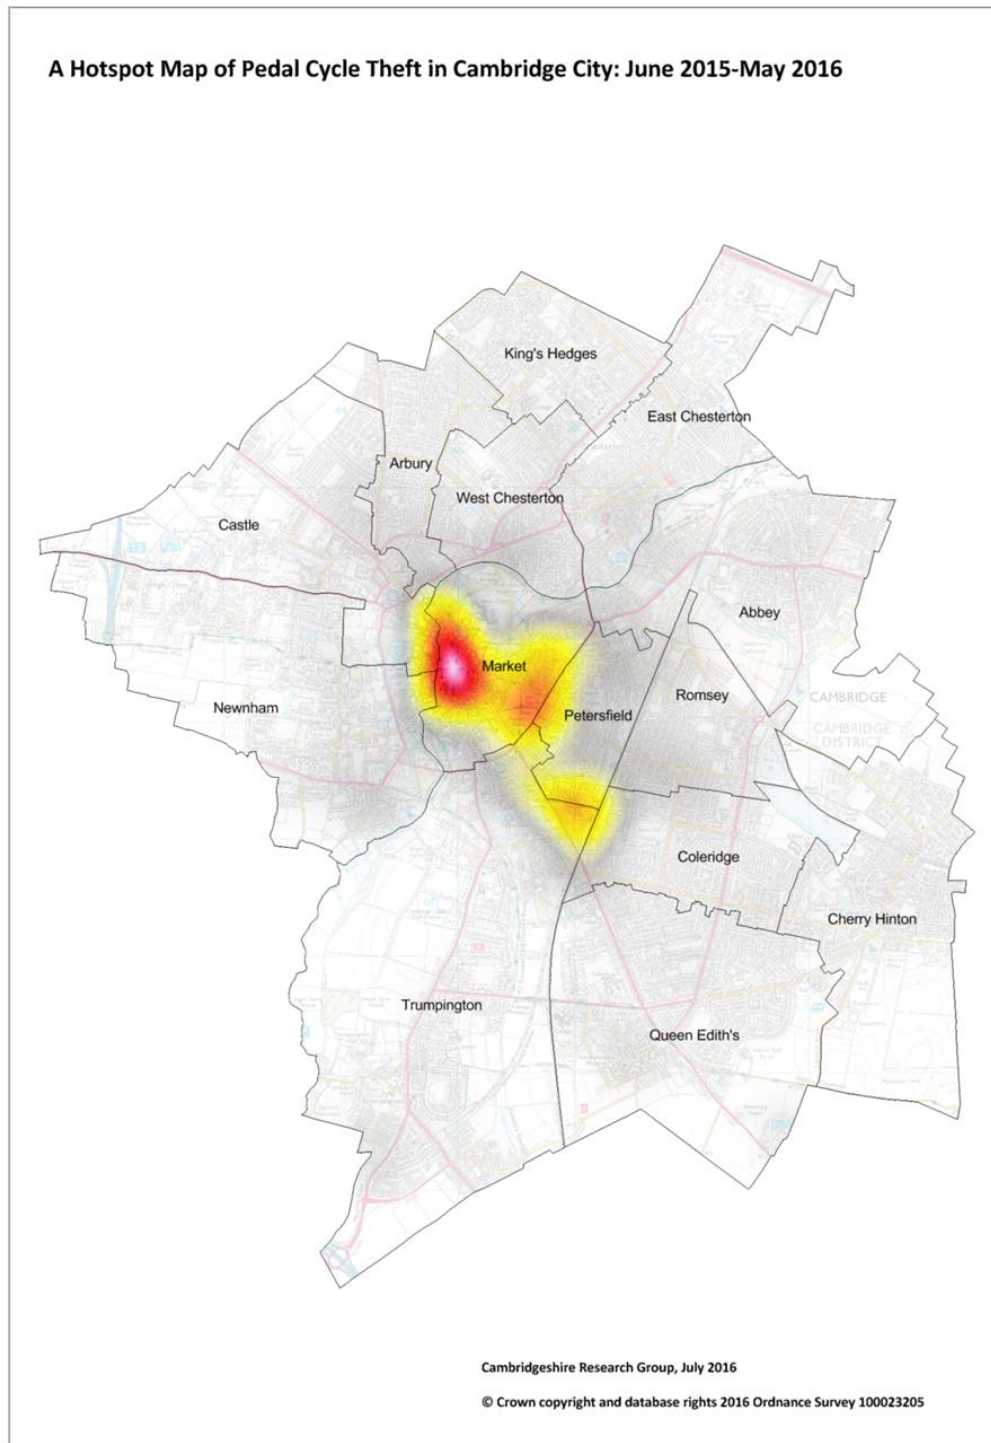 A Hotspot Map of Pedal Cycle Theft in Cambridge City: June 2015-May 2016
King's Hedges
East Chesterton
Arbury
West Chesterton
Castle
Abbey
Market
Romsey
CAMBRIDGE
Newnham
Petersfield
CAMBRIDGE
DISTRICT
Coleridge
Cherry Hinton
Trumpington
Queen Edith's
Cambridgeshire Research Group, July 2016
© Crown copyright and database rights 2016 Ordnance Survey 100023205